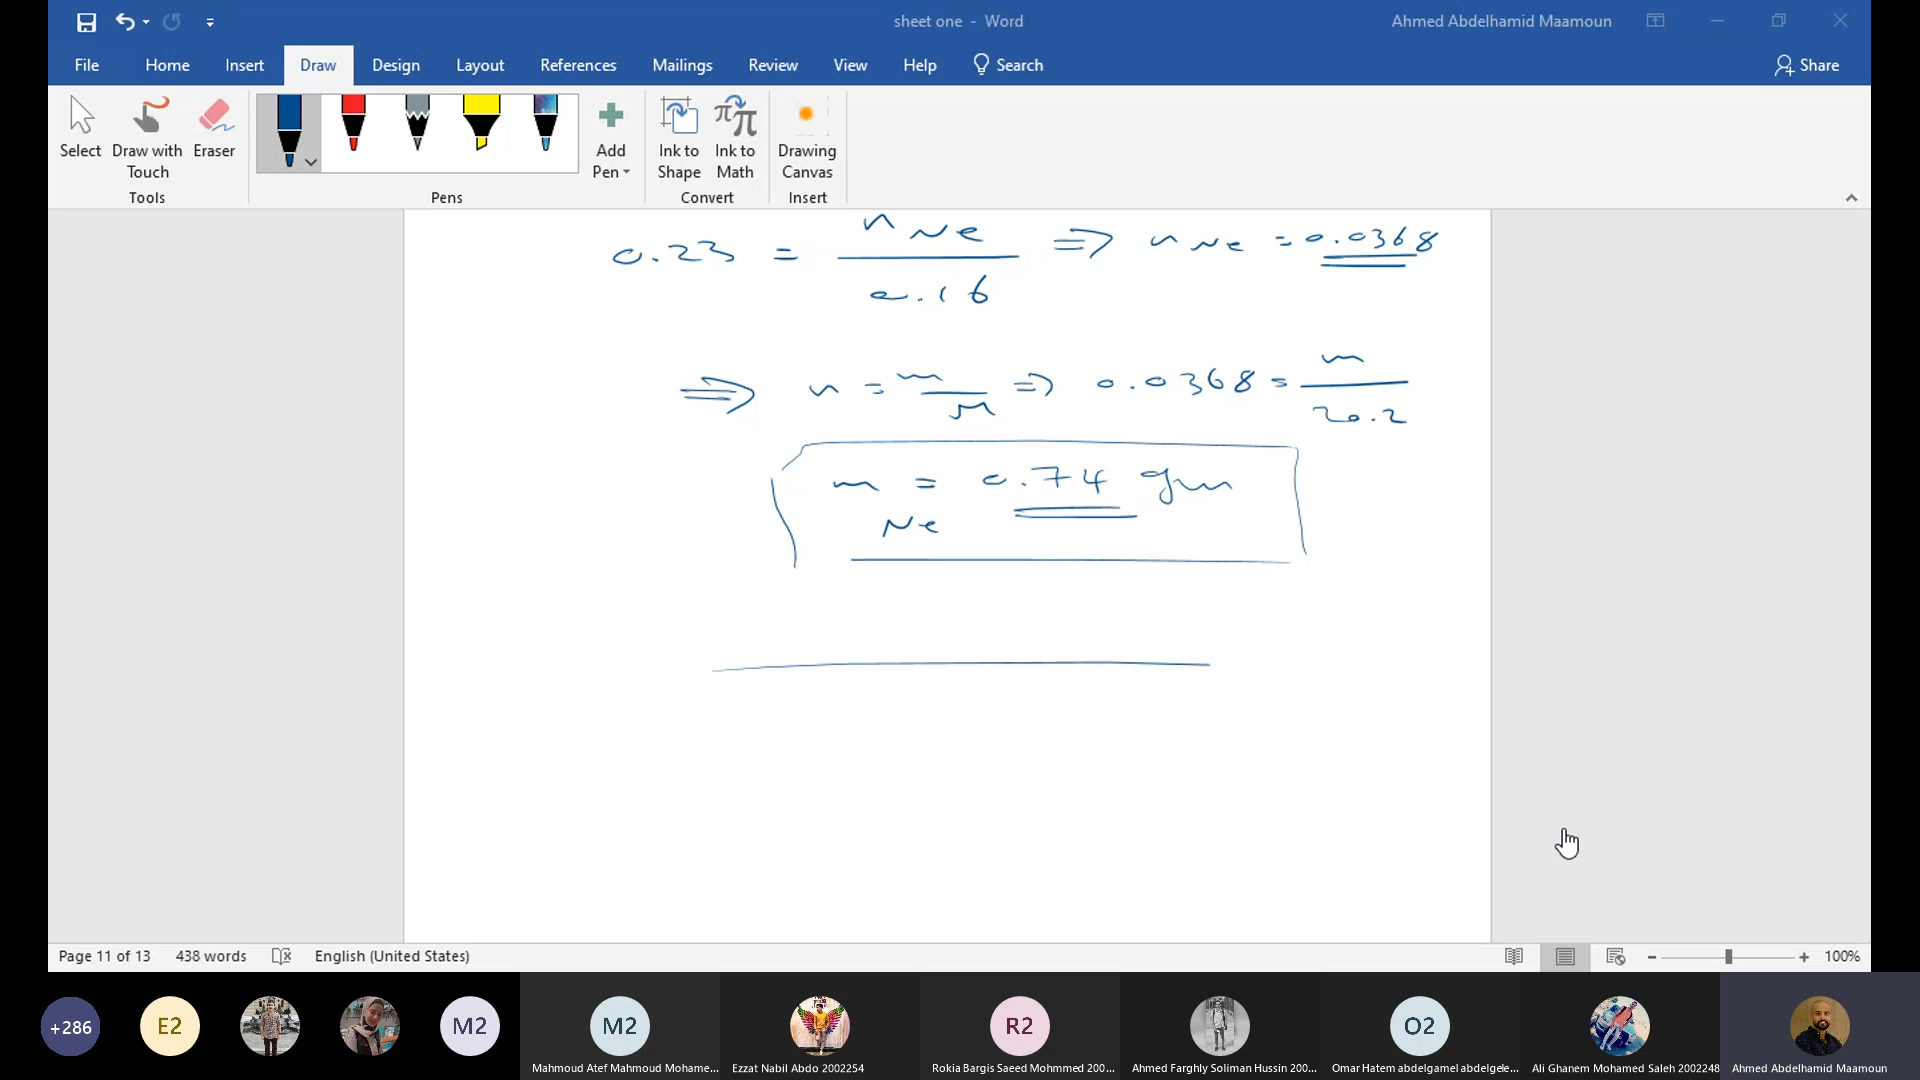 sheet one - Word
Ahmed Abdelhamid Maamoun
File Home Insert Draw Design Layout References Mailings Review View Help Search Share
Select Draw with Touch Eraser Add Pen Ink to Shape Ink to Math Drawing Canvas
Tools Pens Convert Insert
0.23 = n Ne / 0.16 ⇒ n Ne = 0.0368
⇒ n = m / M ⇒ 0.0368 = m / 20.2
m Ne = 0.74 gm
Page 11 of 13 438 words English (United States) 100%
+286 E2 M2 M2 R2 O2
Mahmoud Atef Mahmoud Mohame... Ezzat Nabil Abdo 2002254 Rokia Bargis Saeed Mohmmed 200... Ahmed Farghly Soliman Hussin 200... Omar Hatem abdelgamel abdelgele... Ali Ghanem Mohamed Saleh 2002248 Ahmed Abdelhamid Maamoun